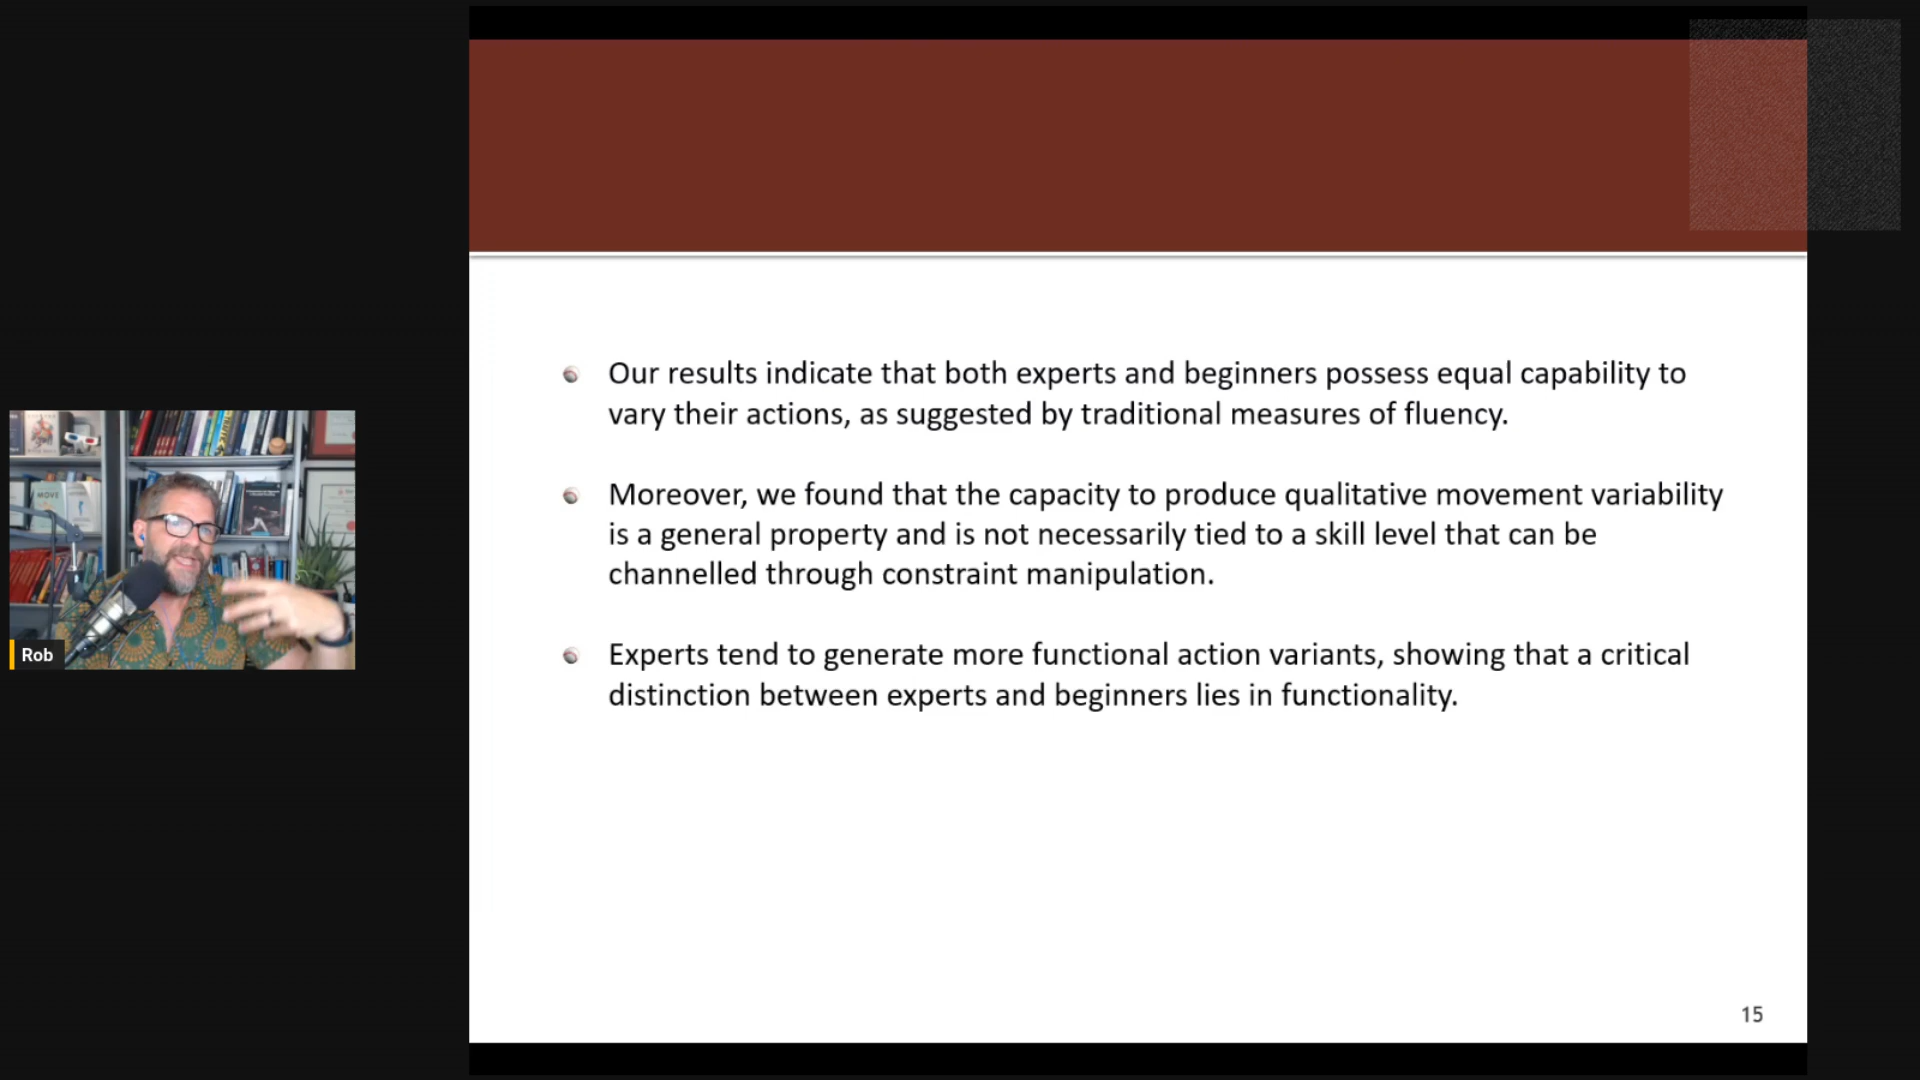 Our results indicate that both experts and beginners possess equal capability to
vary their actions, as suggested by traditional measures of fluency.
Moreover, we found that the capacity to produce qualitative movement variability
is a general property and is not necessarily tied to a skill level that can be
channelled through constraint manipulation.
Experts tend to generate more functional action variants, showing that a critical
distinction between experts and beginners lies in functionality.
MOVE
Rob
15